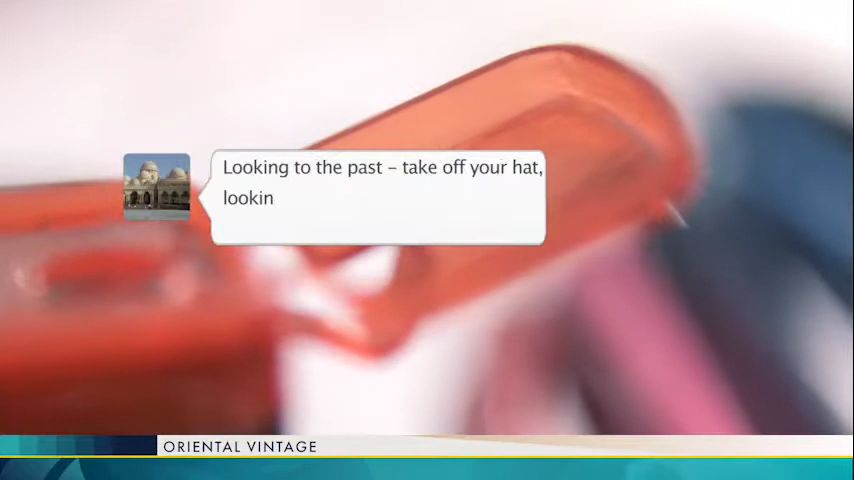 Looking to the past – take off your hat,
lookin
ORIENTAL VINTAGE